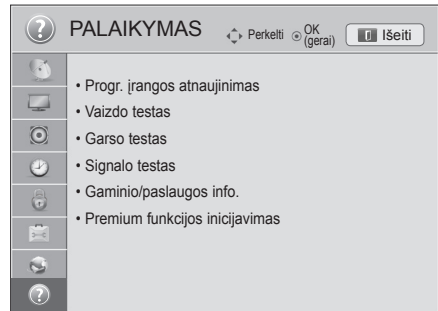 PALAIKYMAS
Perkelti
OK
(gerai)
Išeiti
• Progr. įrangos atnaujinimas
• Vaizdo testas
• Garso testas
• Signalo testas
• Gaminio/paslaugos info.
• Premium funkcijos inicijavimas